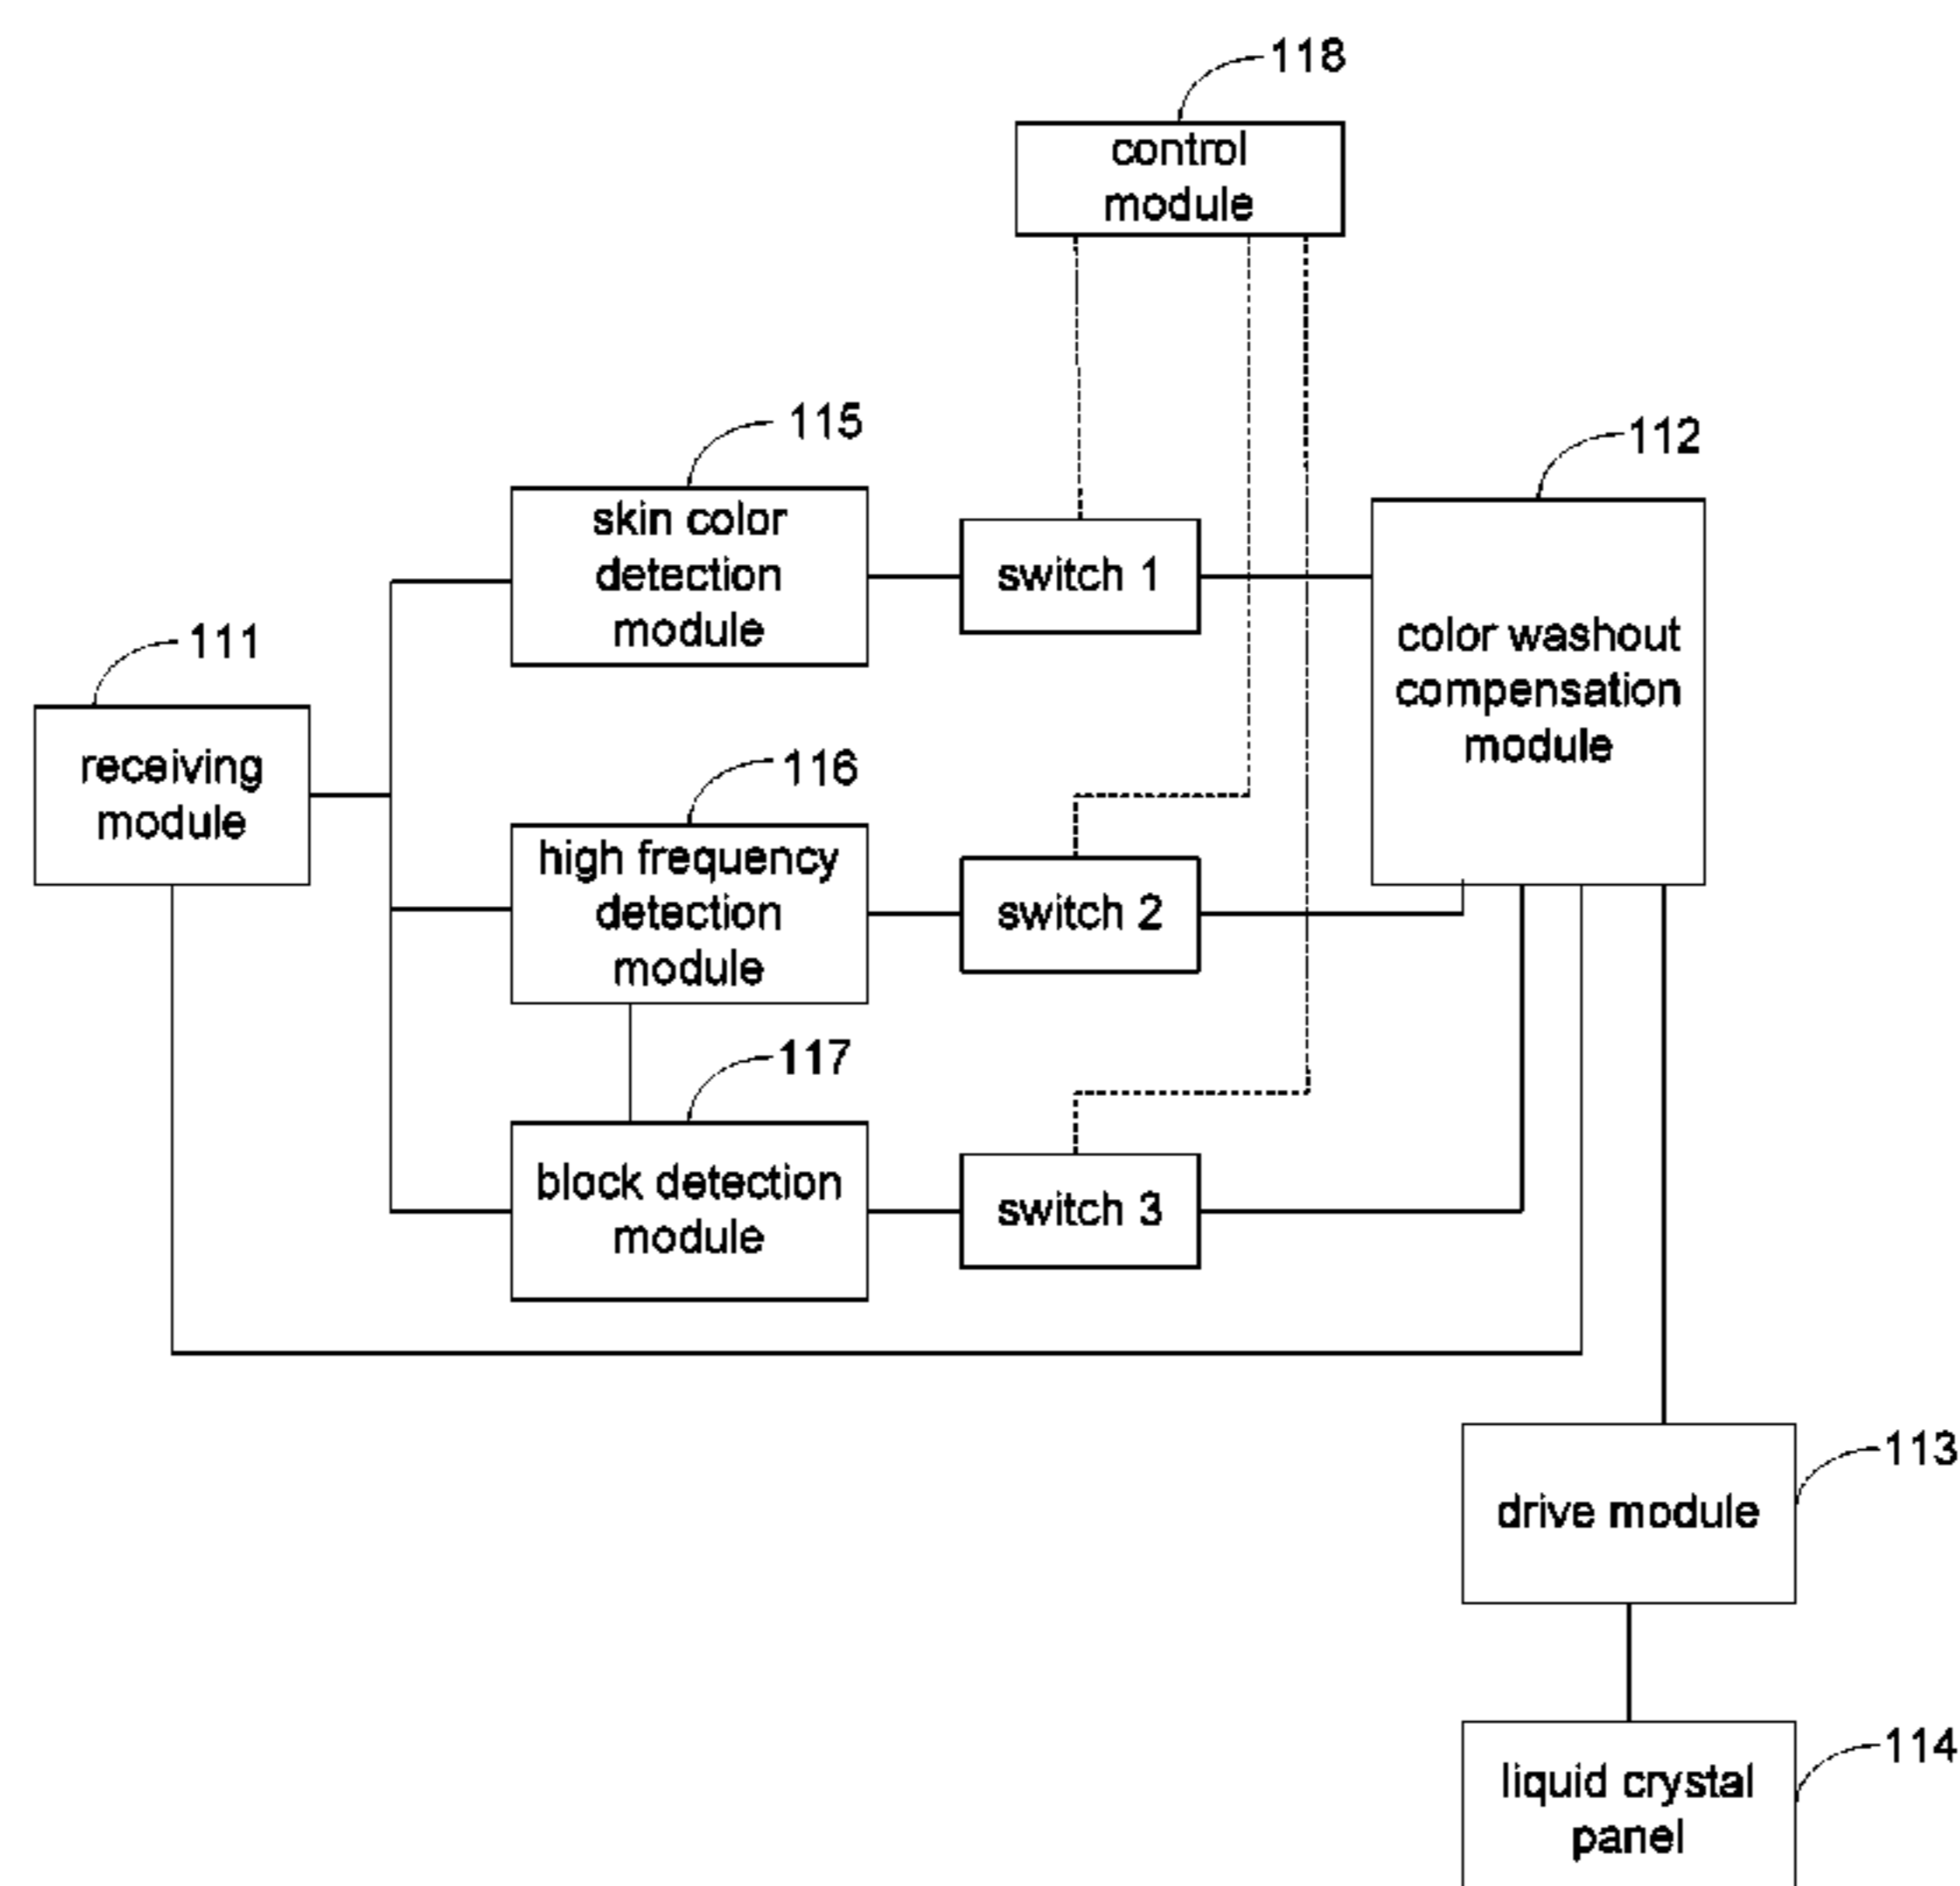 118
control
module
115
skin color
detection
module
switch 1
112
color washout
compensation
module
111
receiving
module
116
high frequency
detection
module
switch 2
117
block detection
module
switch 3
113
drive module
114
liquid crystal
panel